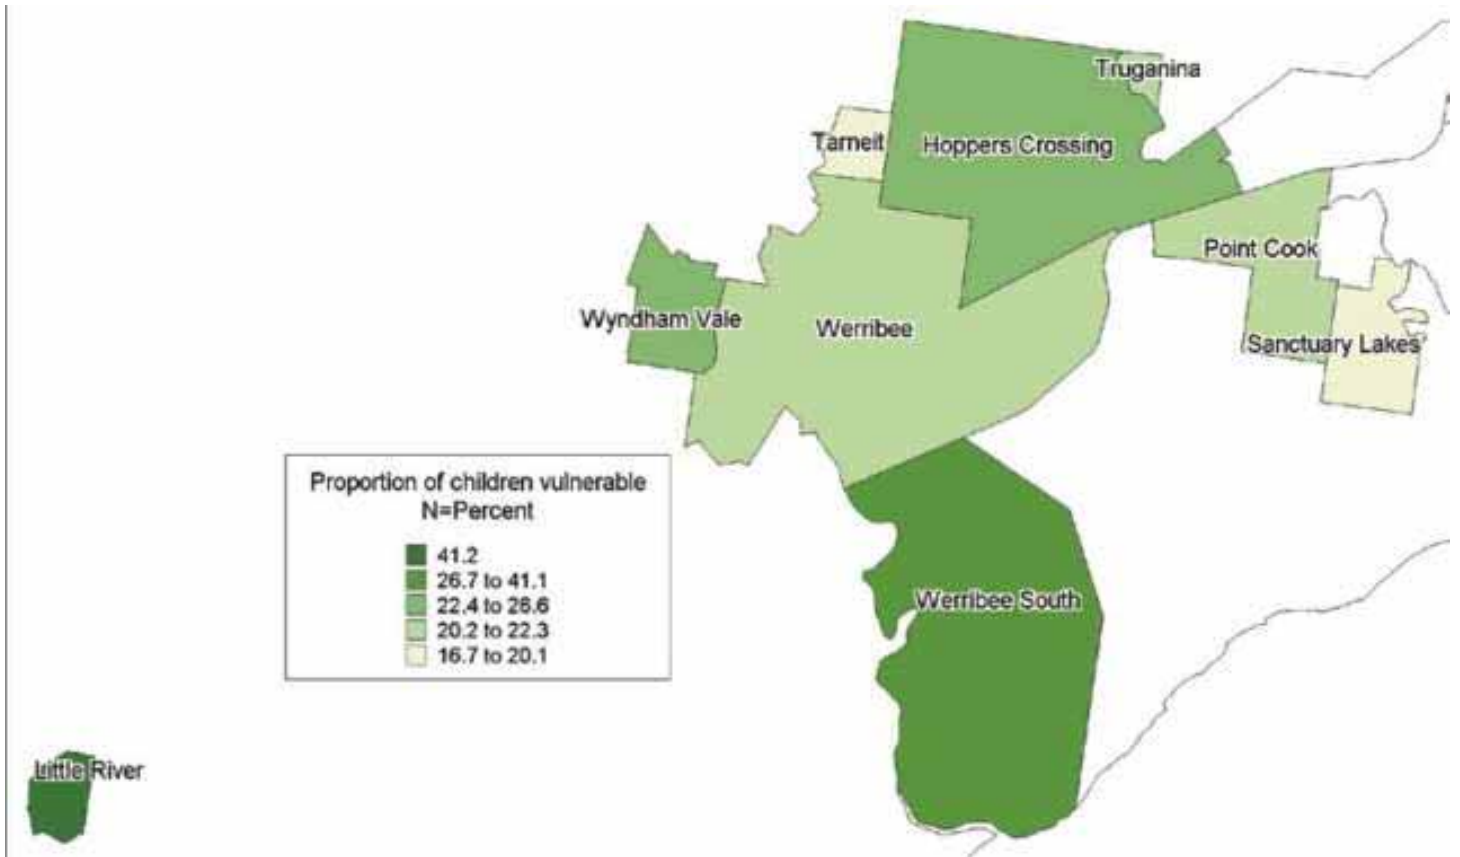 Truganina
Tarneit
Hoppers Crossing
Point Cook
Wyndham Vale
Werribee
Sanctuary Lakes
Proportion of children vulnerable
N=Percent
41.2
26.7 to 41.1
22.4 to 26.6
20.2 to 22.3
16.7 to 20.1
Werribee South
Little River